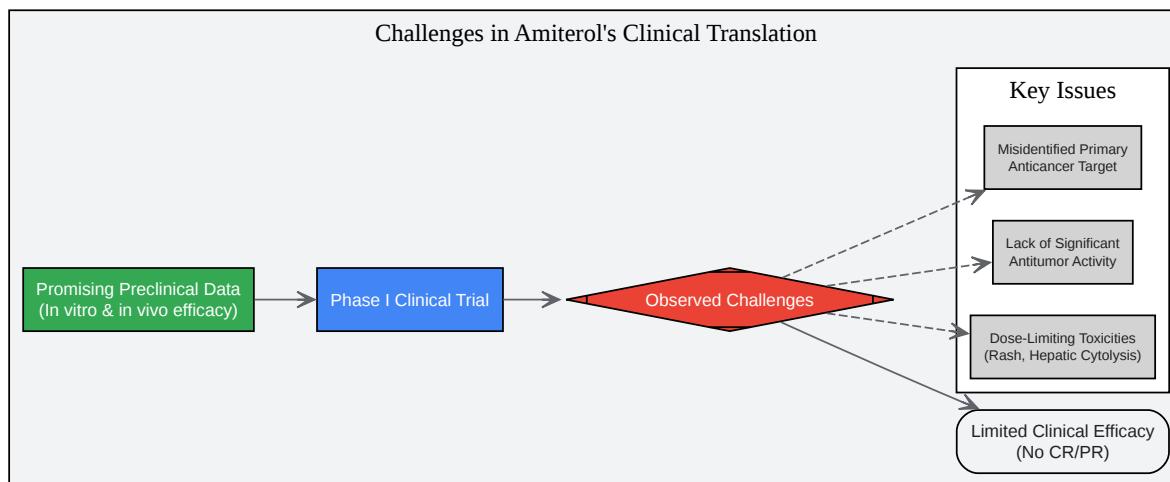 Challenges in Amiterol's Clinical Translation
Key Issues
Misidentified Primary
Anticancer Target
Lack of Significant
Antitumor Activity
Promising Preclinical Data
(In vitro & in vivo efficacy)
Phase I Clinical Trial
Observed Challenges
Dose-Limiting Toxicities
(Rash, Hepatic Cytolysis)
Limited Clinical Efficacy
(No CR/PR)